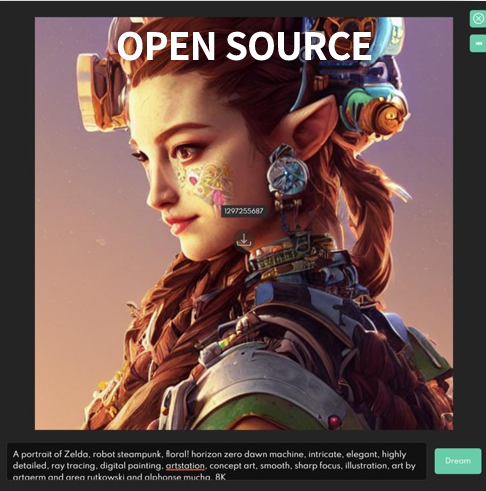 OPEN SOURCE
1297255687
A portrait of Zelda, robot steampunk, floral! horizon zero dawn machine, intricate, elegant, highly
detailed, ray tracing, digital painting, artstation, concept art, smooth, sharp focus, illustration, art by
artgerm and greg rutkowski and alphonse mucha, 8K
Dream